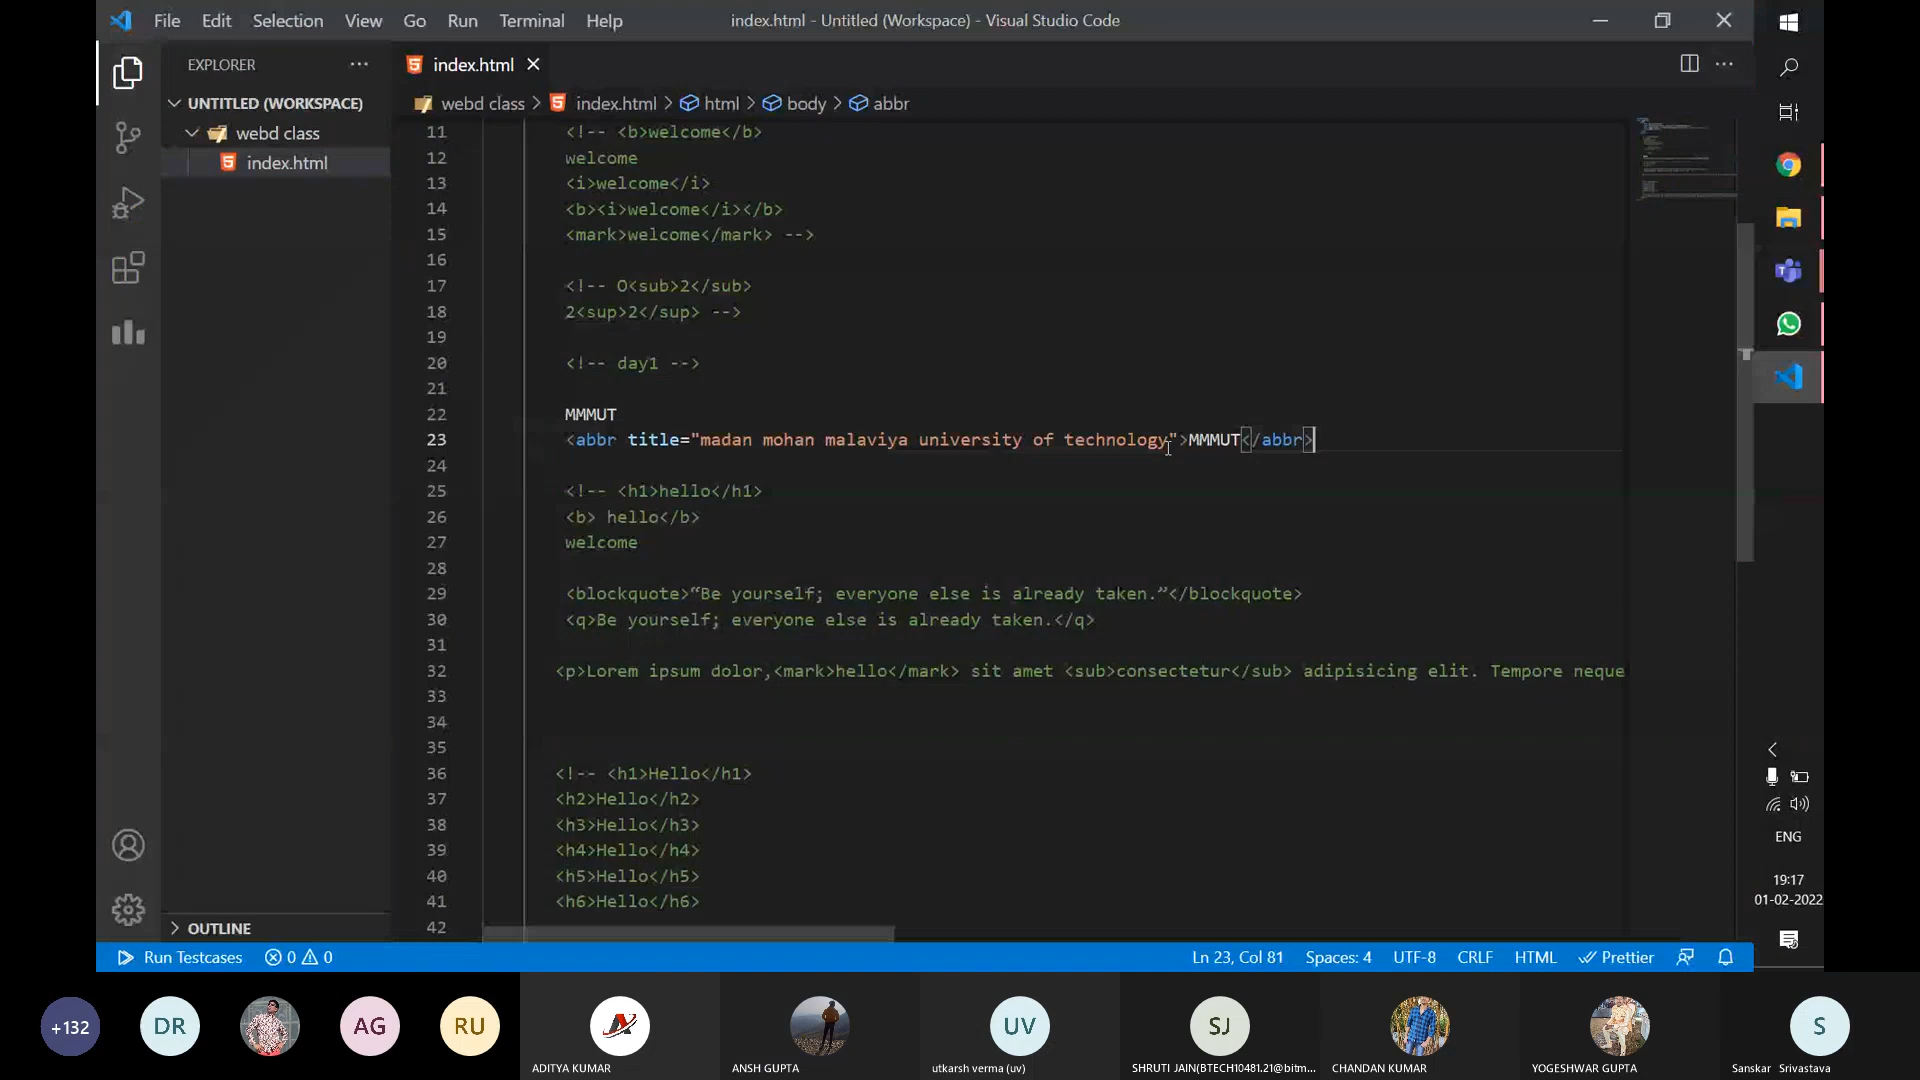 File Edit Selection View Go Run Terminal Help index.html - Untitled (Workspace) - Visual Studio Code
EXPLORER
index.html
UNTITLED (WORKSPACE)
webd class
index.html
webd class > index.html > html > body > abbr
11 <!-- <b>welcome</b>
12 welcome
13 <i>welcome</i>
14 <b><i>welcome</i></b>
15 <mark>welcome</mark> -->
16
17 <!-- O<sub>2</sub>
18 2<sup>2</sup> -->
19
20 <!-- day1 -->
21
22 MMMUT
23 <abbr title="madan mohan malaviya university of technology">MMMUT</abbr>
24
25 <!-- <h1>hello</h1>
26 <b> hello</b>
27 welcome
28
29 <blockquote>“Be yourself; everyone else is already taken.”</blockquote>
30 <q>Be yourself; everyone else is already taken.</q>
31
32 <p>Lorem ipsum dolor,<mark>hello</mark> sit amet <sub>consectetur</sub> adipisicing elit. Tempore neque
33
34
35
36 <!-- <h1>Hello</h1>
37 <h2>Hello</h2>
38 <h3>Hello</h3>
39 <h4>Hello</h4>
40 <h5>Hello</h5>
41 <h6>Hello</h6>
42
OUTLINE
Run Testcases 0 0 Ln 23, Col 81 Spaces: 4 UTF-8 CRLF HTML Prettier
ENG
19:17
01-02-2022
+132 DR AG RU UV SJ S
ADITYA KUMAR ANSH GUPTA utkarsh verma (uv) SHRUTI JAIN(BTECH10481.21@bitm... CHANDAN KUMAR YOGESHWAR GUPTA Sanskar Srivastava